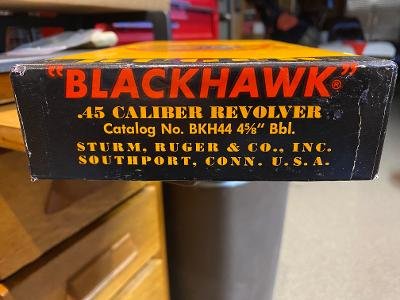 "BLACKHAWK"®
.45 CALIBER REVOLVER
Catalog No. BKH44 4⅝" Bbl.
STURM, RUGER & CO., INC.
SOUTHPORT, CONN. U. S. A.